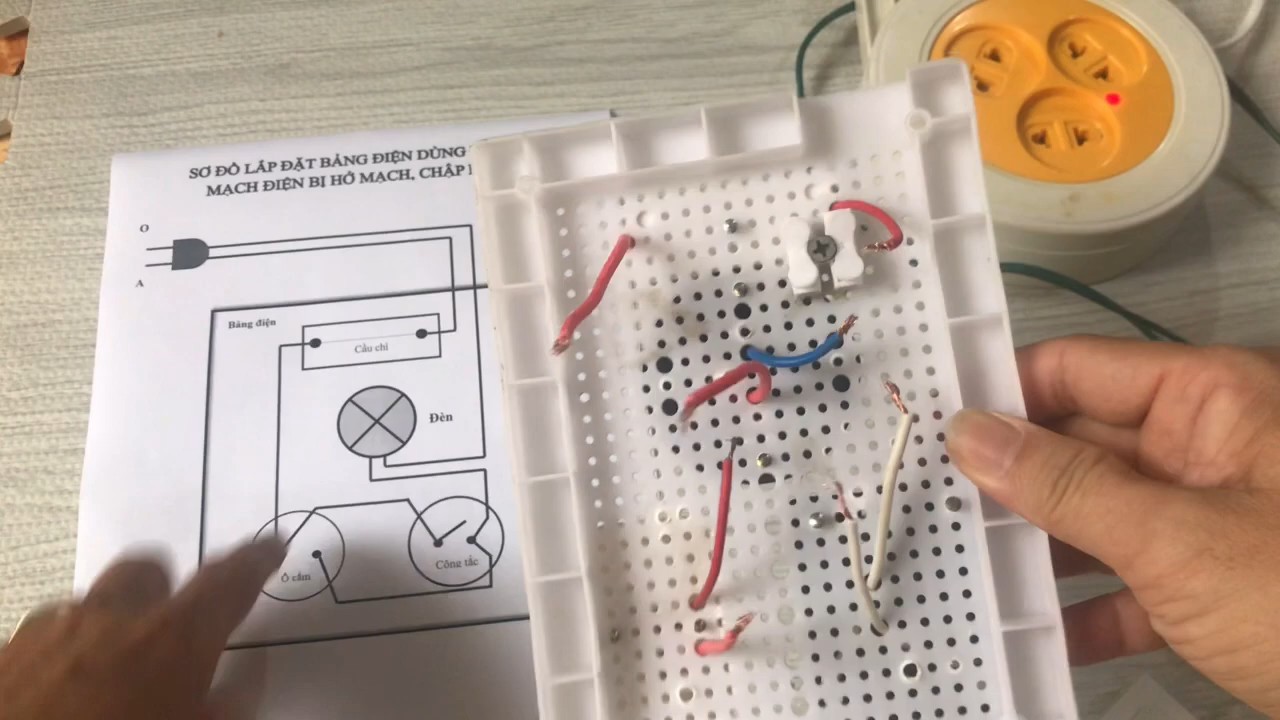 SƠ ĐỒ LẮP ĐẶT BẢNG ĐIỆN DÙNG
MẠCH ĐIỆN BỊ HỞ MẠCH, CHẬP
O
A
Bảng điện
Cầu chì
Đèn
Ổ cắm
Công tắc